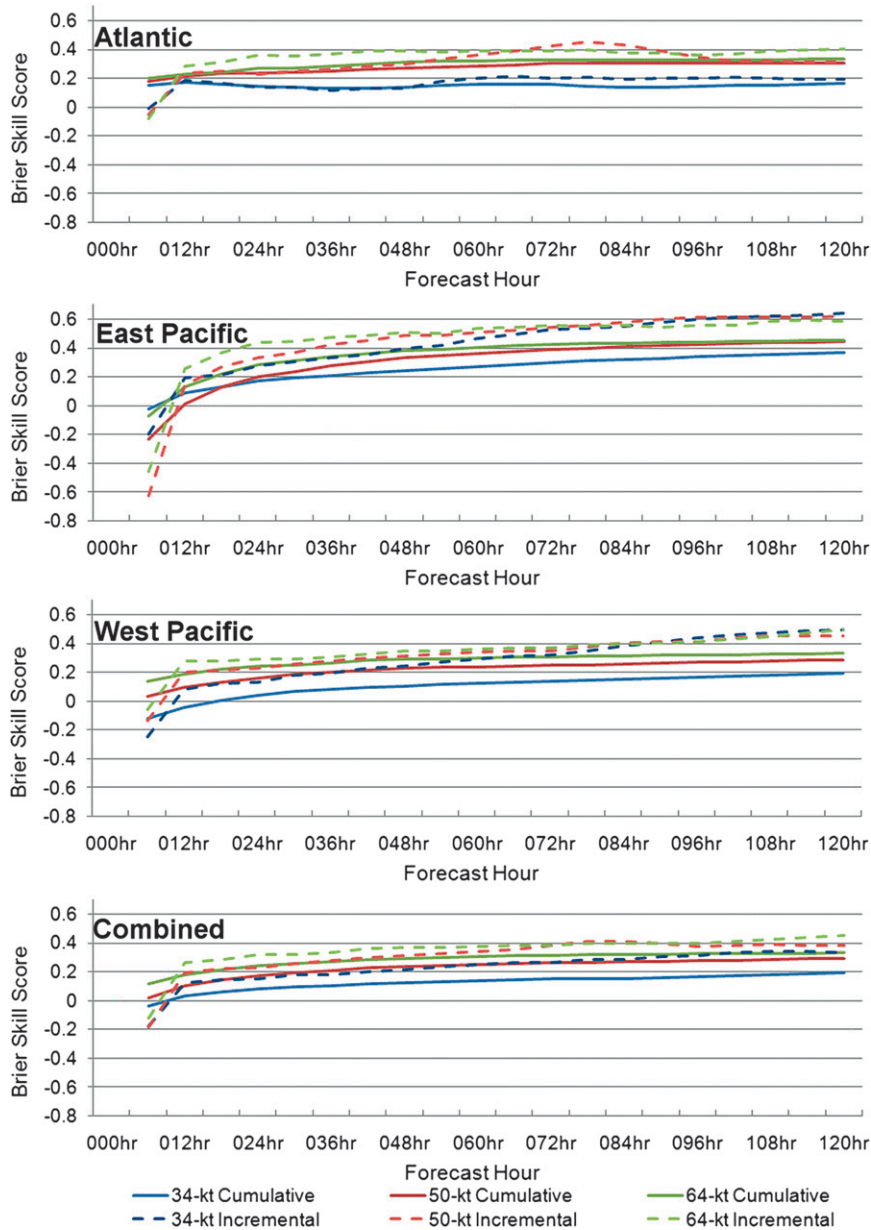 Atlantic
Brier Skill Score
0.6
0.4
0.2
0
-0.2
-0.4
-0.6
-0.8
000hr 012hr 024hr 036hr 048hr 060hr 072hr 084hr 096hr 108hr 120hr
Forecast Hour
East Pacific
Brier Skill Score
0.6
0.4
0.2
0
-0.2
-0.4
-0.6
-0.8
000hr 012hr 024hr 036hr 048hr 060hr 072hr 084hr 096hr 108hr 120hr
Forecast Hour
West Pacific
Brier Skill Score
0.6
0.4
0.2
0
-0.2
-0.4
-0.6
-0.8
000hr 012hr 024hr 036hr 048hr 060hr 072hr 084hr 096hr 108hr 120hr
Forecast Hour
Combined
Brier Skill Score
0.6
0.4
0.2
0
-0.2
-0.4
-0.6
-0.8
000hr 012hr 024hr 036hr 048hr 060hr 072hr 084hr 096hr 108hr 120hr
Forecast Hour
34-kt Cumulative 50-kt Cumulative 64-kt Cumulative
34-kt Incremental 50-kt Incremental 64-kt Incremental